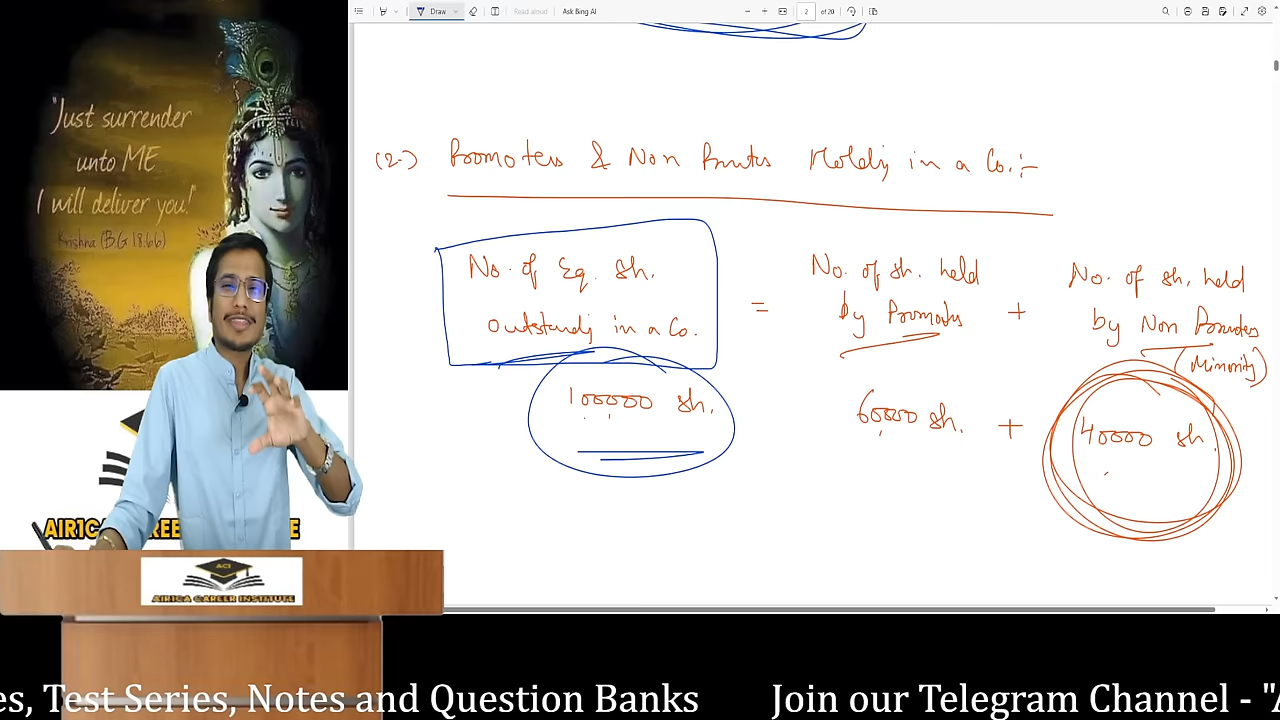 Draw
Read aloud
Ask Bing AI
2
of 20
"Just surrender
unto ME
I will deliver you!"
Krishna (BG 18:66)
(2.) Promoters & Non Promoters Holding in a Co. :-
No. of Eq. Sh.
outstanding in a Co.
=
No. of sh. held
by Promoters
+
No. of sh. held
by Non Promoters
(Minority)
100000 sh.
60000 sh.
+
40000 sh.
ACI
AIR1CA CAREER INSTITUTE
es, Test Series, Notes and Question Banks
Join our Telegram Channel - "A